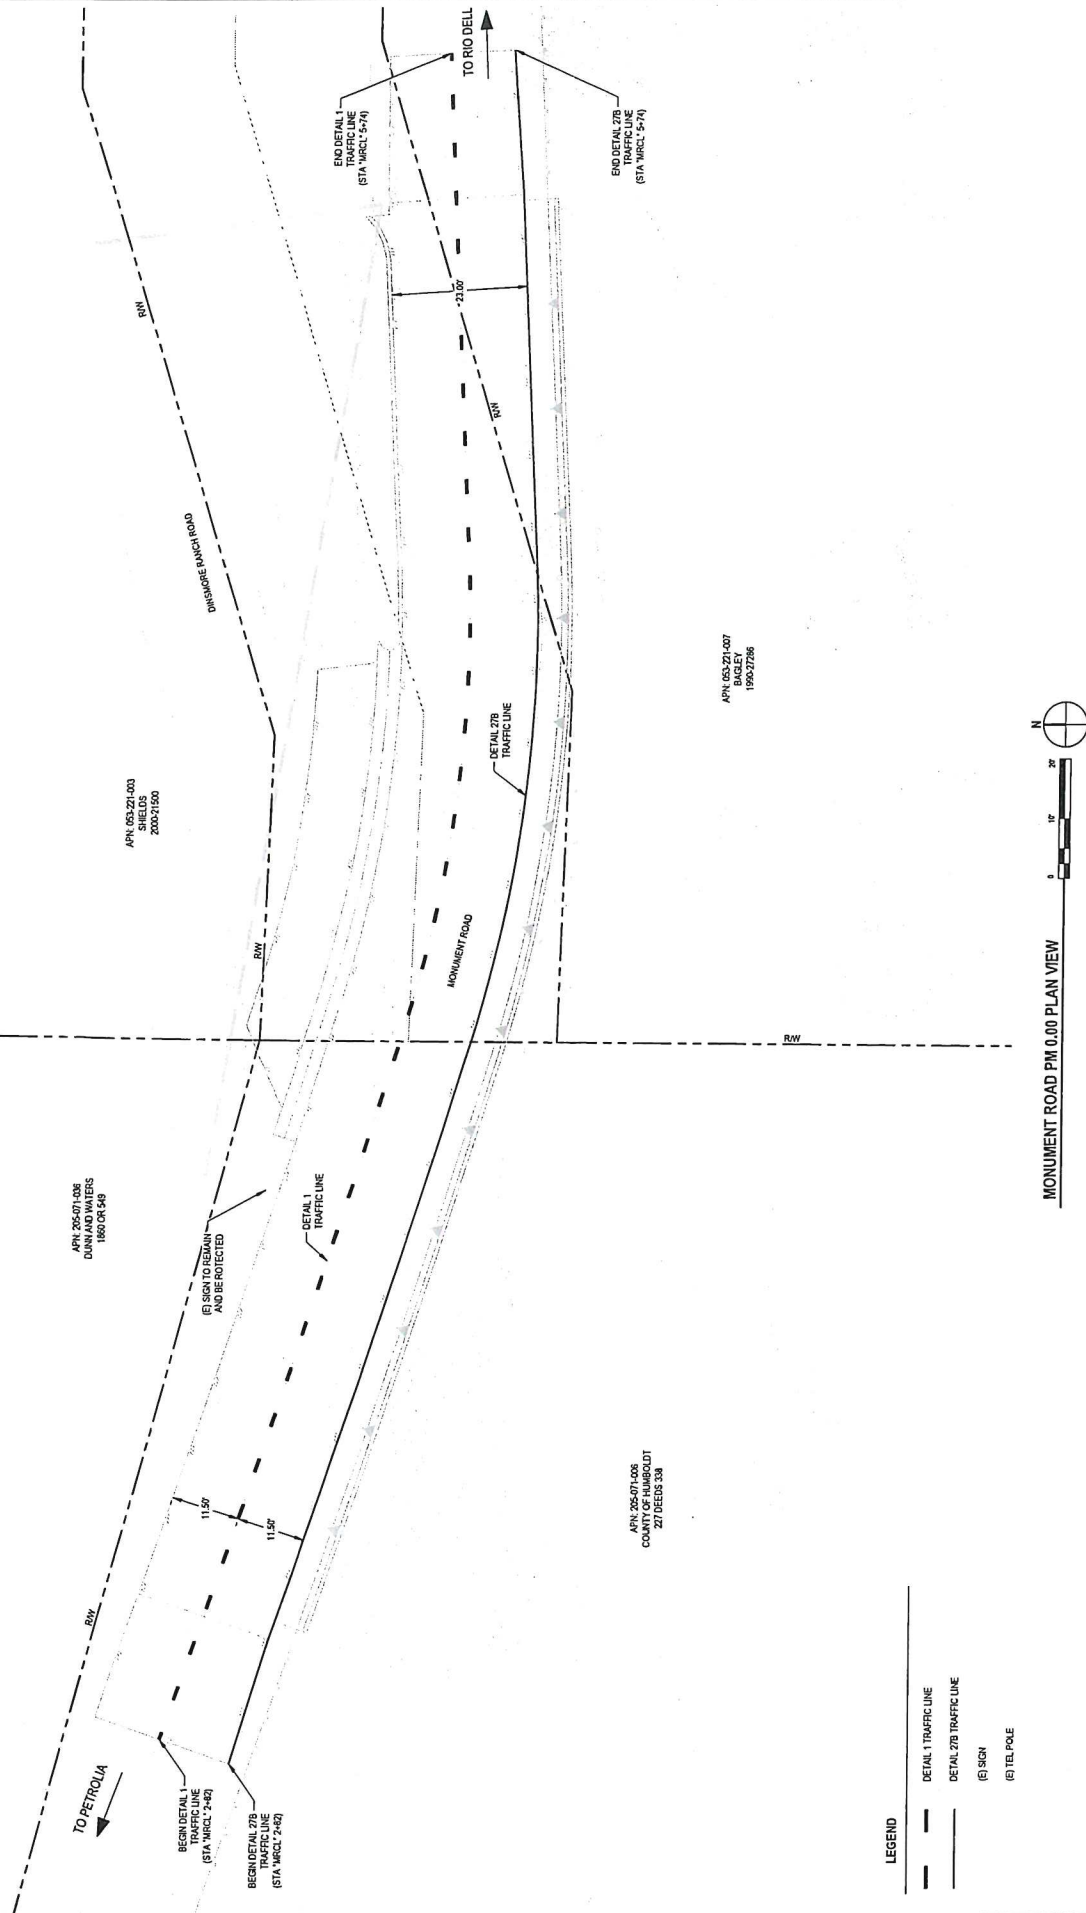 TO RIO DELL
END DETAIL 1
TRAFFIC LINE
(STA "MRCL" 5+74)
END DETAIL 27B
TRAFFIC LINE
(STA "MRCL" 5+74)
R/W
23.00'
R/W
DINSMORE RANCH ROAD
APN: 053-221-003
SHIELDS
2000-21500
DETAIL 27B
TRAFFIC LINE
APN: 053-221-007
BAGLEY
1990-27286
R/W
MONUMENT ROAD
R/W
APN: 205-071-036
DUNN AND WATERS
1860 OR 549
(E) SIGN TO REMAIN
AND BE ROTECTED
DETAIL 1
TRAFFIC LINE
11.50'
11.50'
APN: 205-071-006
COUNTY OF HUMBOLDT
227 DEEDS 338
R/W
TO PETROLIA
BEGIN DETAIL 1
TRAFFIC LINE
(STA "MRCL" 2+82)
BEGIN DETAIL 27B
TRAFFIC LINE
(STA "MRCL" 2+82)
LEGEND
DETAIL 1 TRAFFIC LINE
DETAIL 27B TRAFFIC LINE
(E) SIGN
(E) TEL POLE
MONUMENT ROAD PM 0.00 PLAN VIEW
0 10' 20'
N